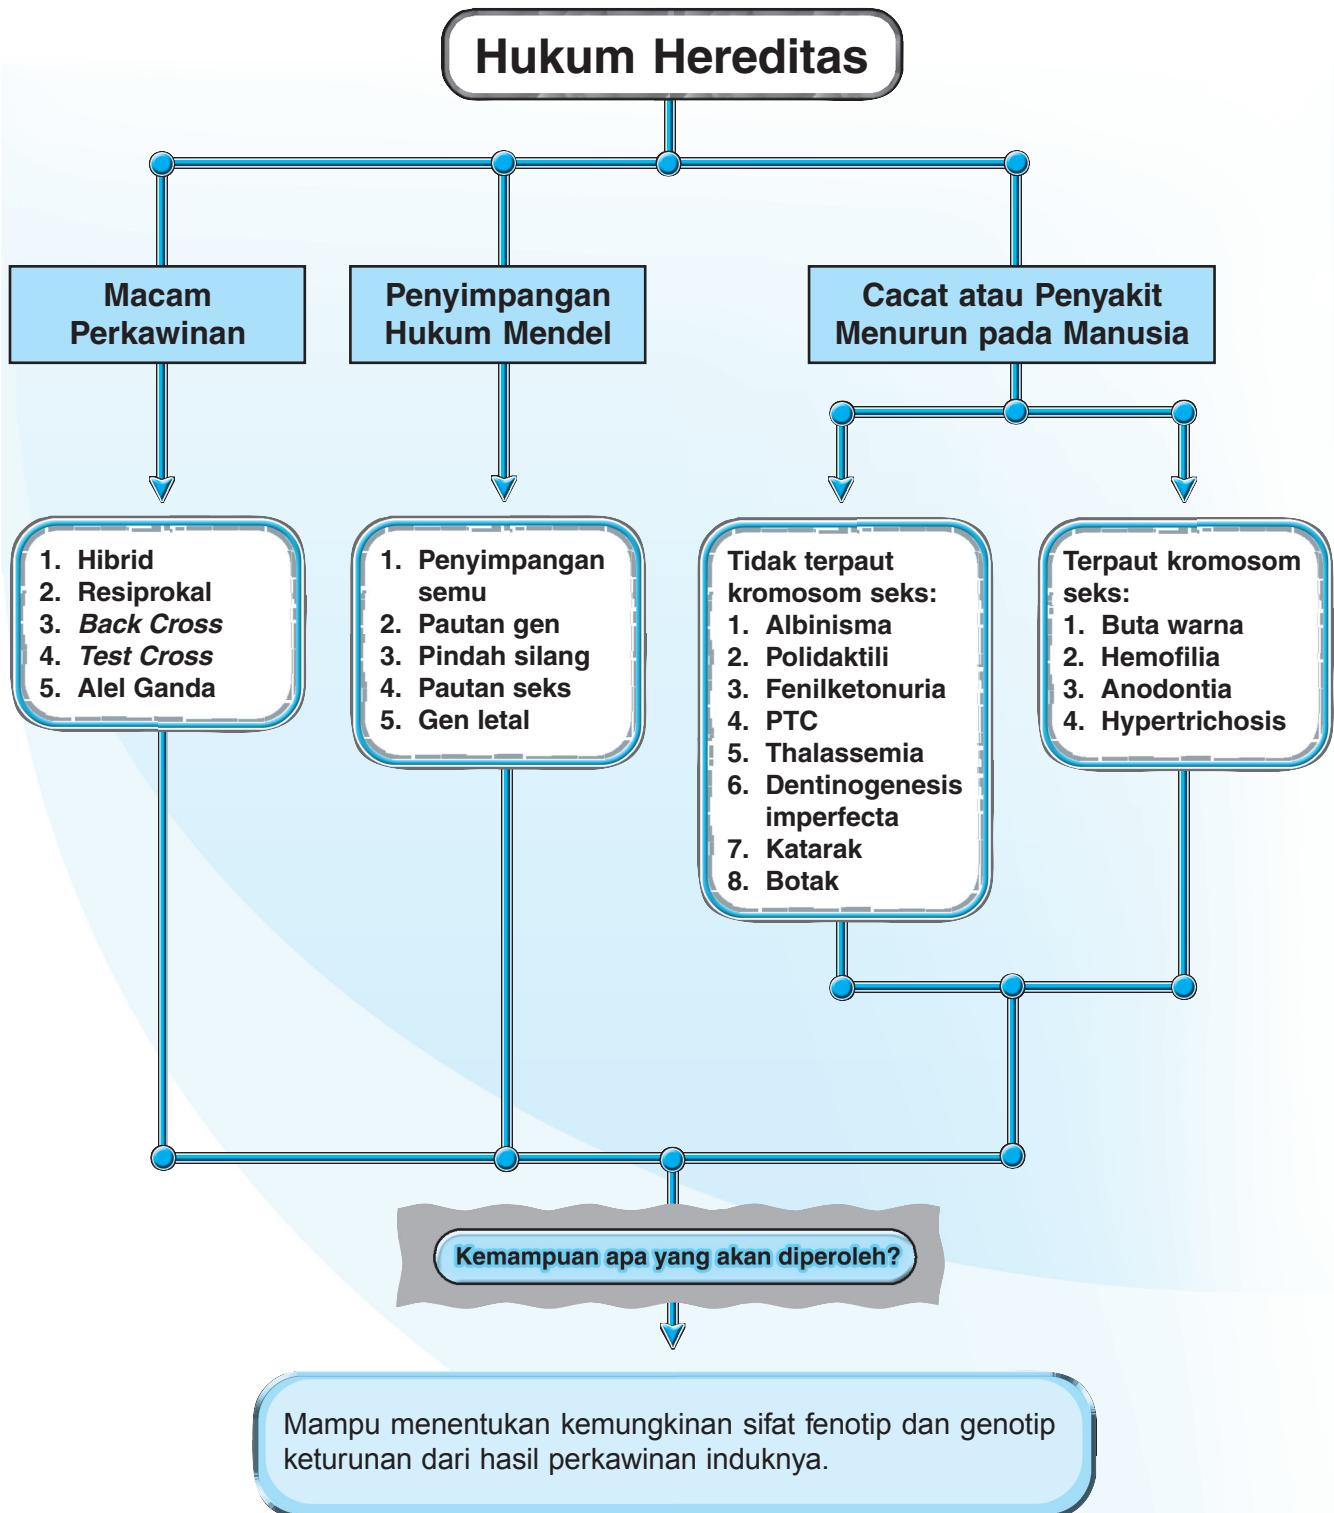 Hukum Hereditas
Macam
Perkawinan
Penyimpangan
Hukum Mendel
Cacat atau Penyakit
Menurun pada Manusia
1. Hibrid
2. Resiprokal
3. Back Cross
4. Test Cross
5. Alel Ganda
1. Penyimpangan
semu
2. Pautan gen
3. Pindah silang
4. Pautan seks
5. Gen letal
Tidak terpaut
kromosom seks:
1. Albinisma
2. Polidaktili
3. Fenilketonuria
4. PTC
5. Thalassemia
6. Dentinogenesis
imperfecta
7. Katarak
8. Botak
Terpaut kromosom
seks:
1. Buta warna
2. Hemofilia
3. Anodontia
4. Hypertrichosis
Kemampuan apa yang akan diperoleh?
Mampu menentukan kemungkinan sifat fenotip dan genotip
keturunan dari hasil perkawinan induknya.